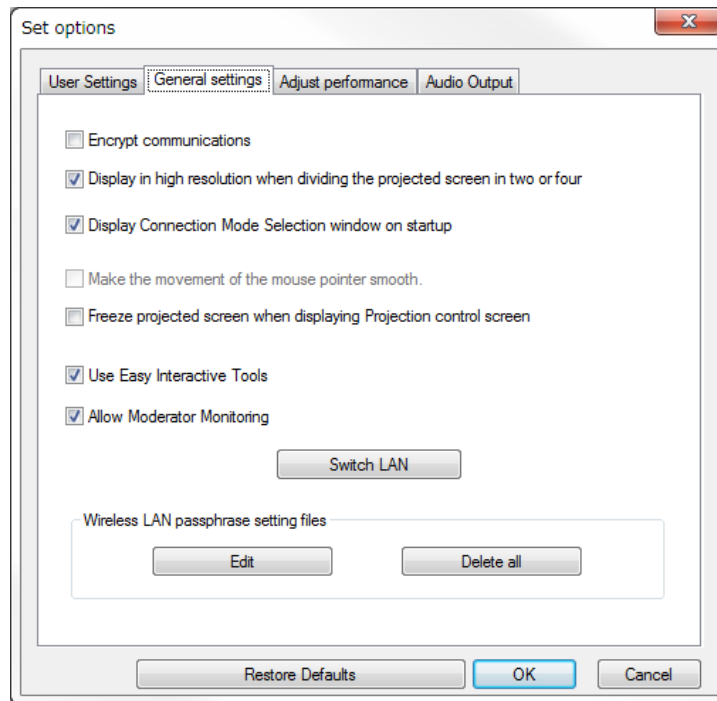 Set options
User Settings General settings Adjust performance Audio Output
Encrypt communications
Display in high resolution when dividing the projected screen in two or four
Display Connection Mode Selection window on startup
Make the movement of the mouse pointer smooth.
Freeze projected screen when displaying Projection control screen
Use Easy Interactive Tools
Allow Moderator Monitoring
Switch LAN
Wireless LAN passphrase setting files
Edit Delete all
Restore Defaults OK Cancel